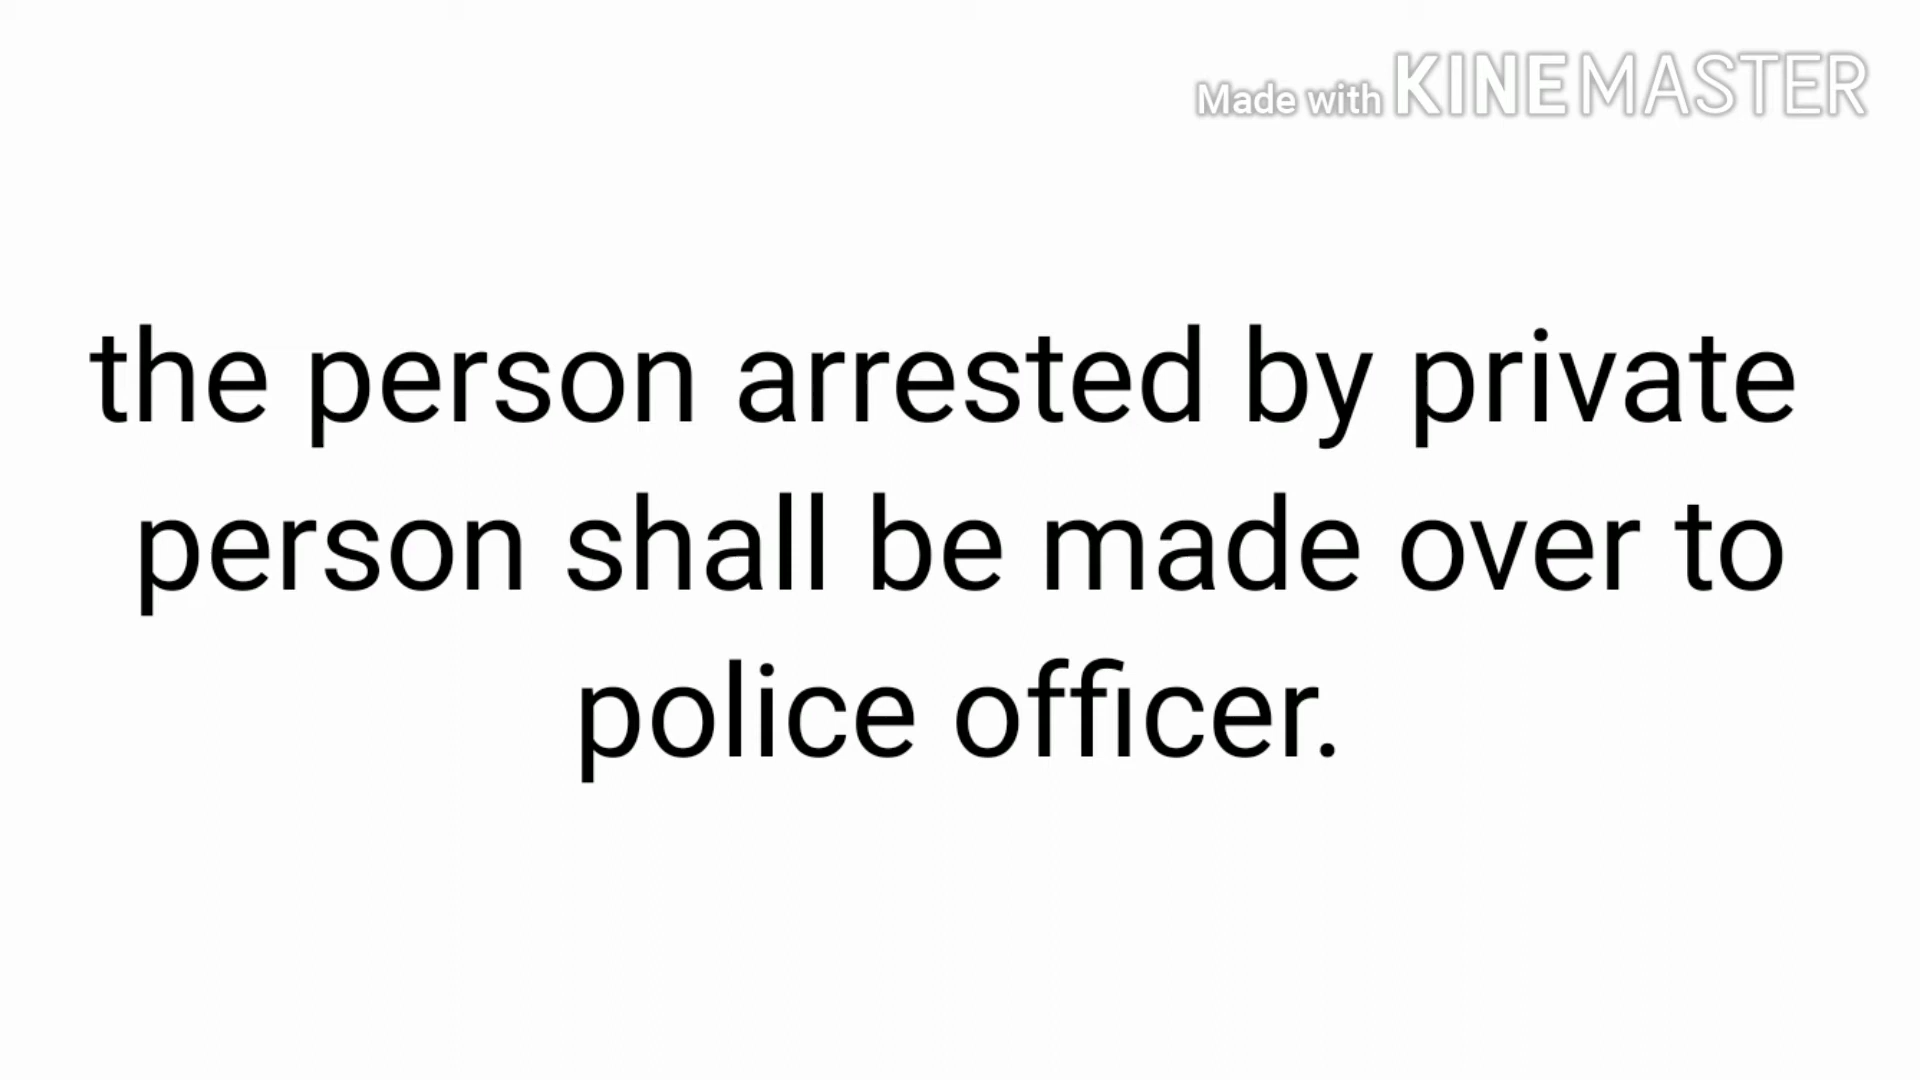 Made with KINEMASTER
the person arrested by private
person shall be made over to
police officer.